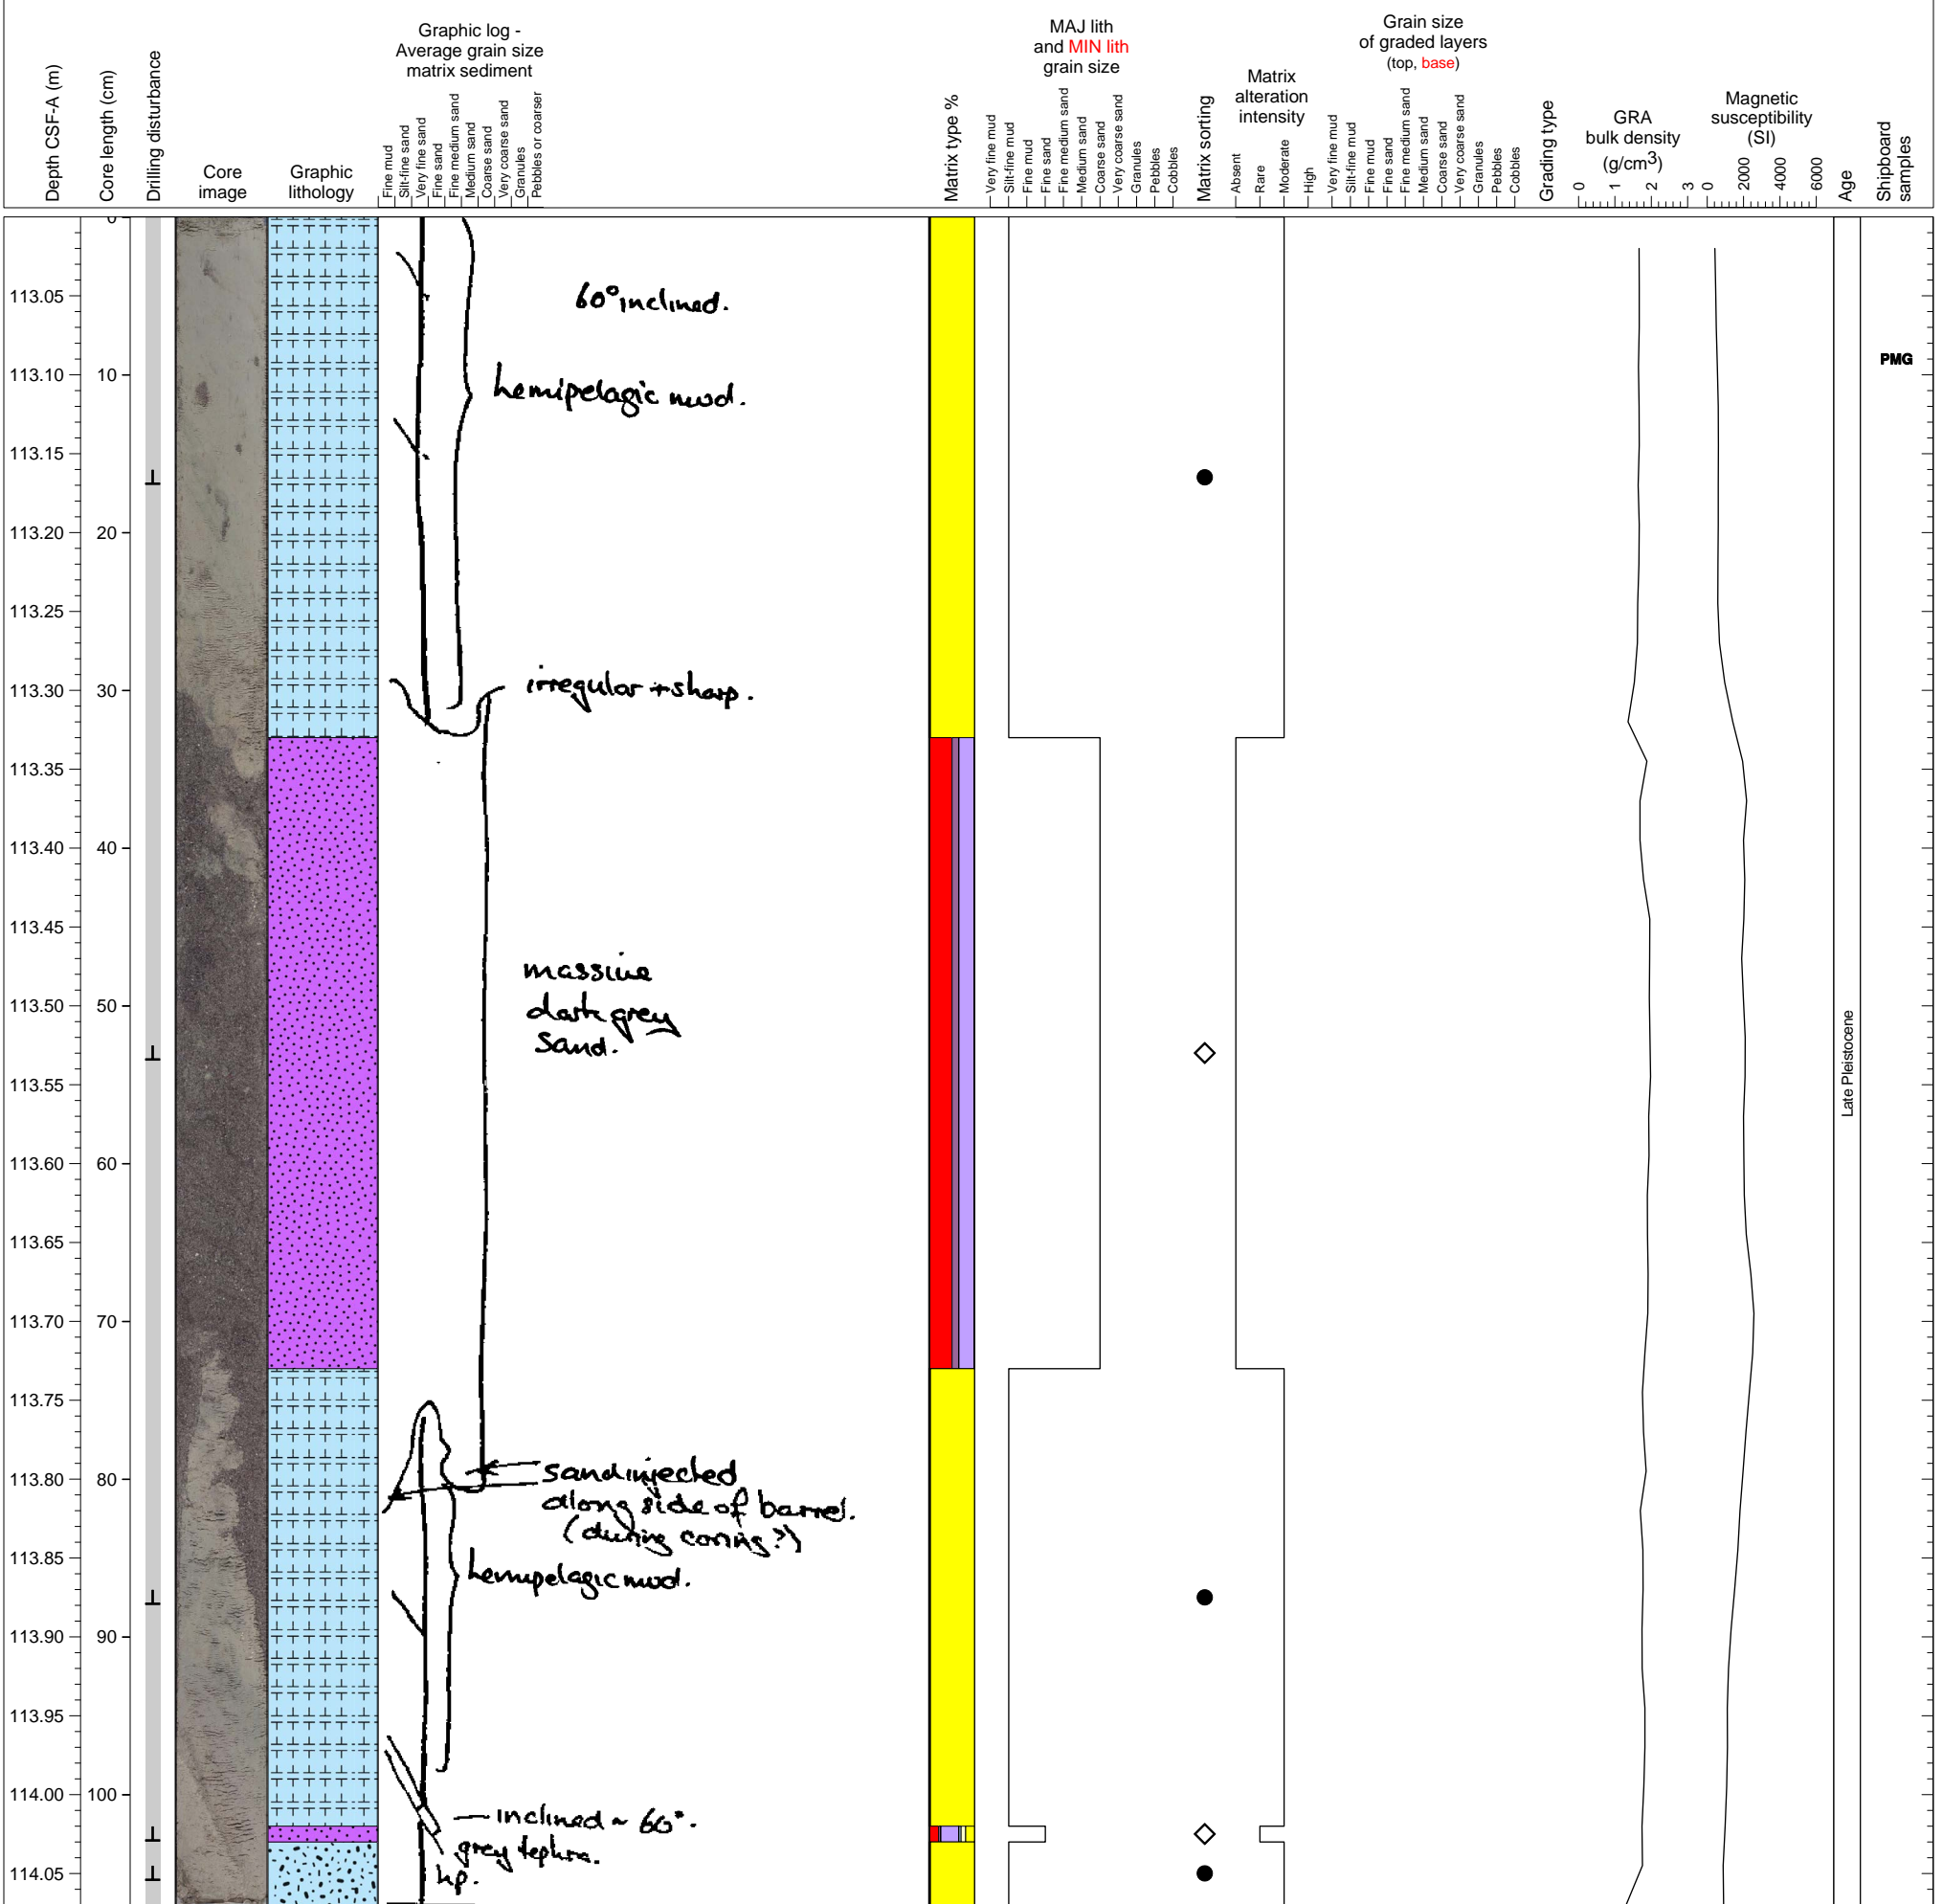 Depth CSF-A (m)
Core length (cm)
Drilling disturbance
Core
image
Graphic
lithology
Graphic log -
Average grain size
matrix sediment
Fine mud
Silt-fine sand
Very fine sand
Fine sand
Fine medium sand
Medium sand
Coarse sand
Very coarse sand
Granules
Pebbles or coarser
Matrix type %
MAJ lith
and MIN lith
grain size
Very fine mud
Silt-fine mud
Fine mud
Fine sand
Fine medium sand
Medium sand
Coarse sand
Very coarse sand
Granules
Pebbles
Cobbles
Matrix sorting
Matrix
alteration
intensity
Absent
Rare
Moderate
High
Grain size
of graded layers
(top, base)
Very fine mud
Silt-fine mud
Fine mud
Fine sand
Fine medium sand
Medium sand
Coarse sand
Very coarse sand
Granules
Pebbles
Cobbles
Grading type
GRA
bulk density
(g/cm³)
0 1 2 3
Magnetic
susceptibility
(SI)
0 2000 4000 6000
Age
Shipboard
samples
0
113.05
60° inclined.
PMG
113.10 10
hemipelagic mud.
113.15
113.20 20
113.25
113.30 30
irregular + sharp.
113.35
113.40 40
113.45
massive
dark grey
sand.
113.50 50
113.55
Late Pleistocene
113.60 60
113.65
113.70 70
113.75
113.80 80
sand injected
along side of barrel.
(during coring?)
113.85
hemipelagic mud.
113.90 90
113.95
114.00 100
inclined ~ 60°.
grey tephra.
hp.
114.05